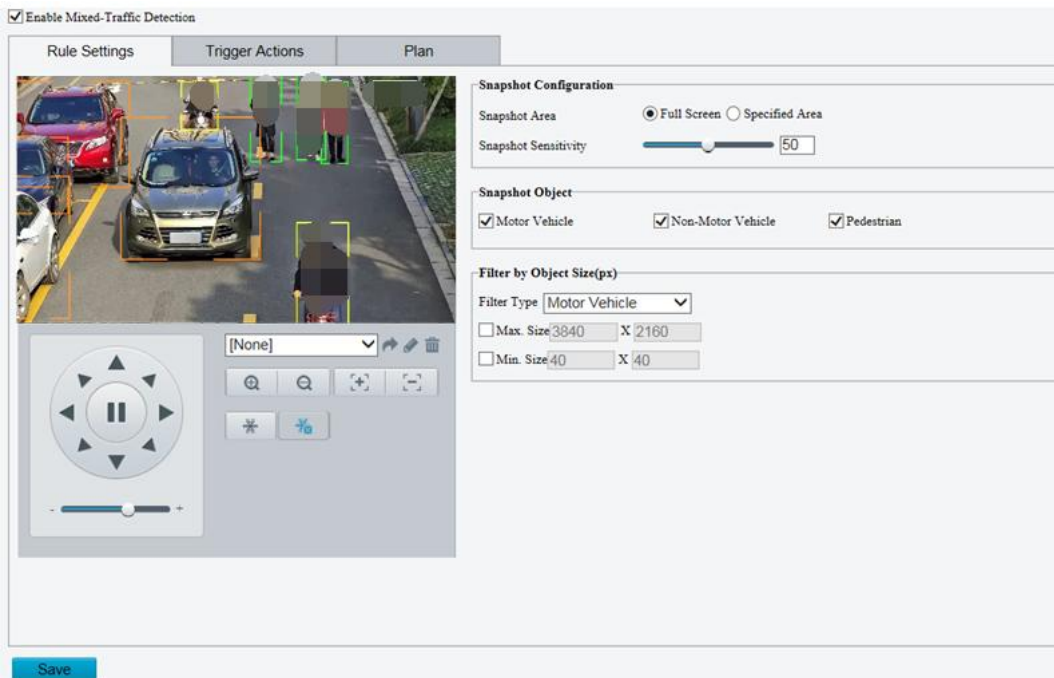 Enable Mixed-Traffic Detection
Rule Settings Trigger Actions Plan
Snapshot Configuration
Snapshot Area Full Screen Specified Area
Snapshot Sensitivity 50
Snapshot Object
Motor Vehicle Non-Motor Vehicle Pedestrian
Filter by Object Size(px)
Filter Type Motor Vehicle
Max. Size 3840 X 2160
Min. Size 40 X 40
[None]
Save